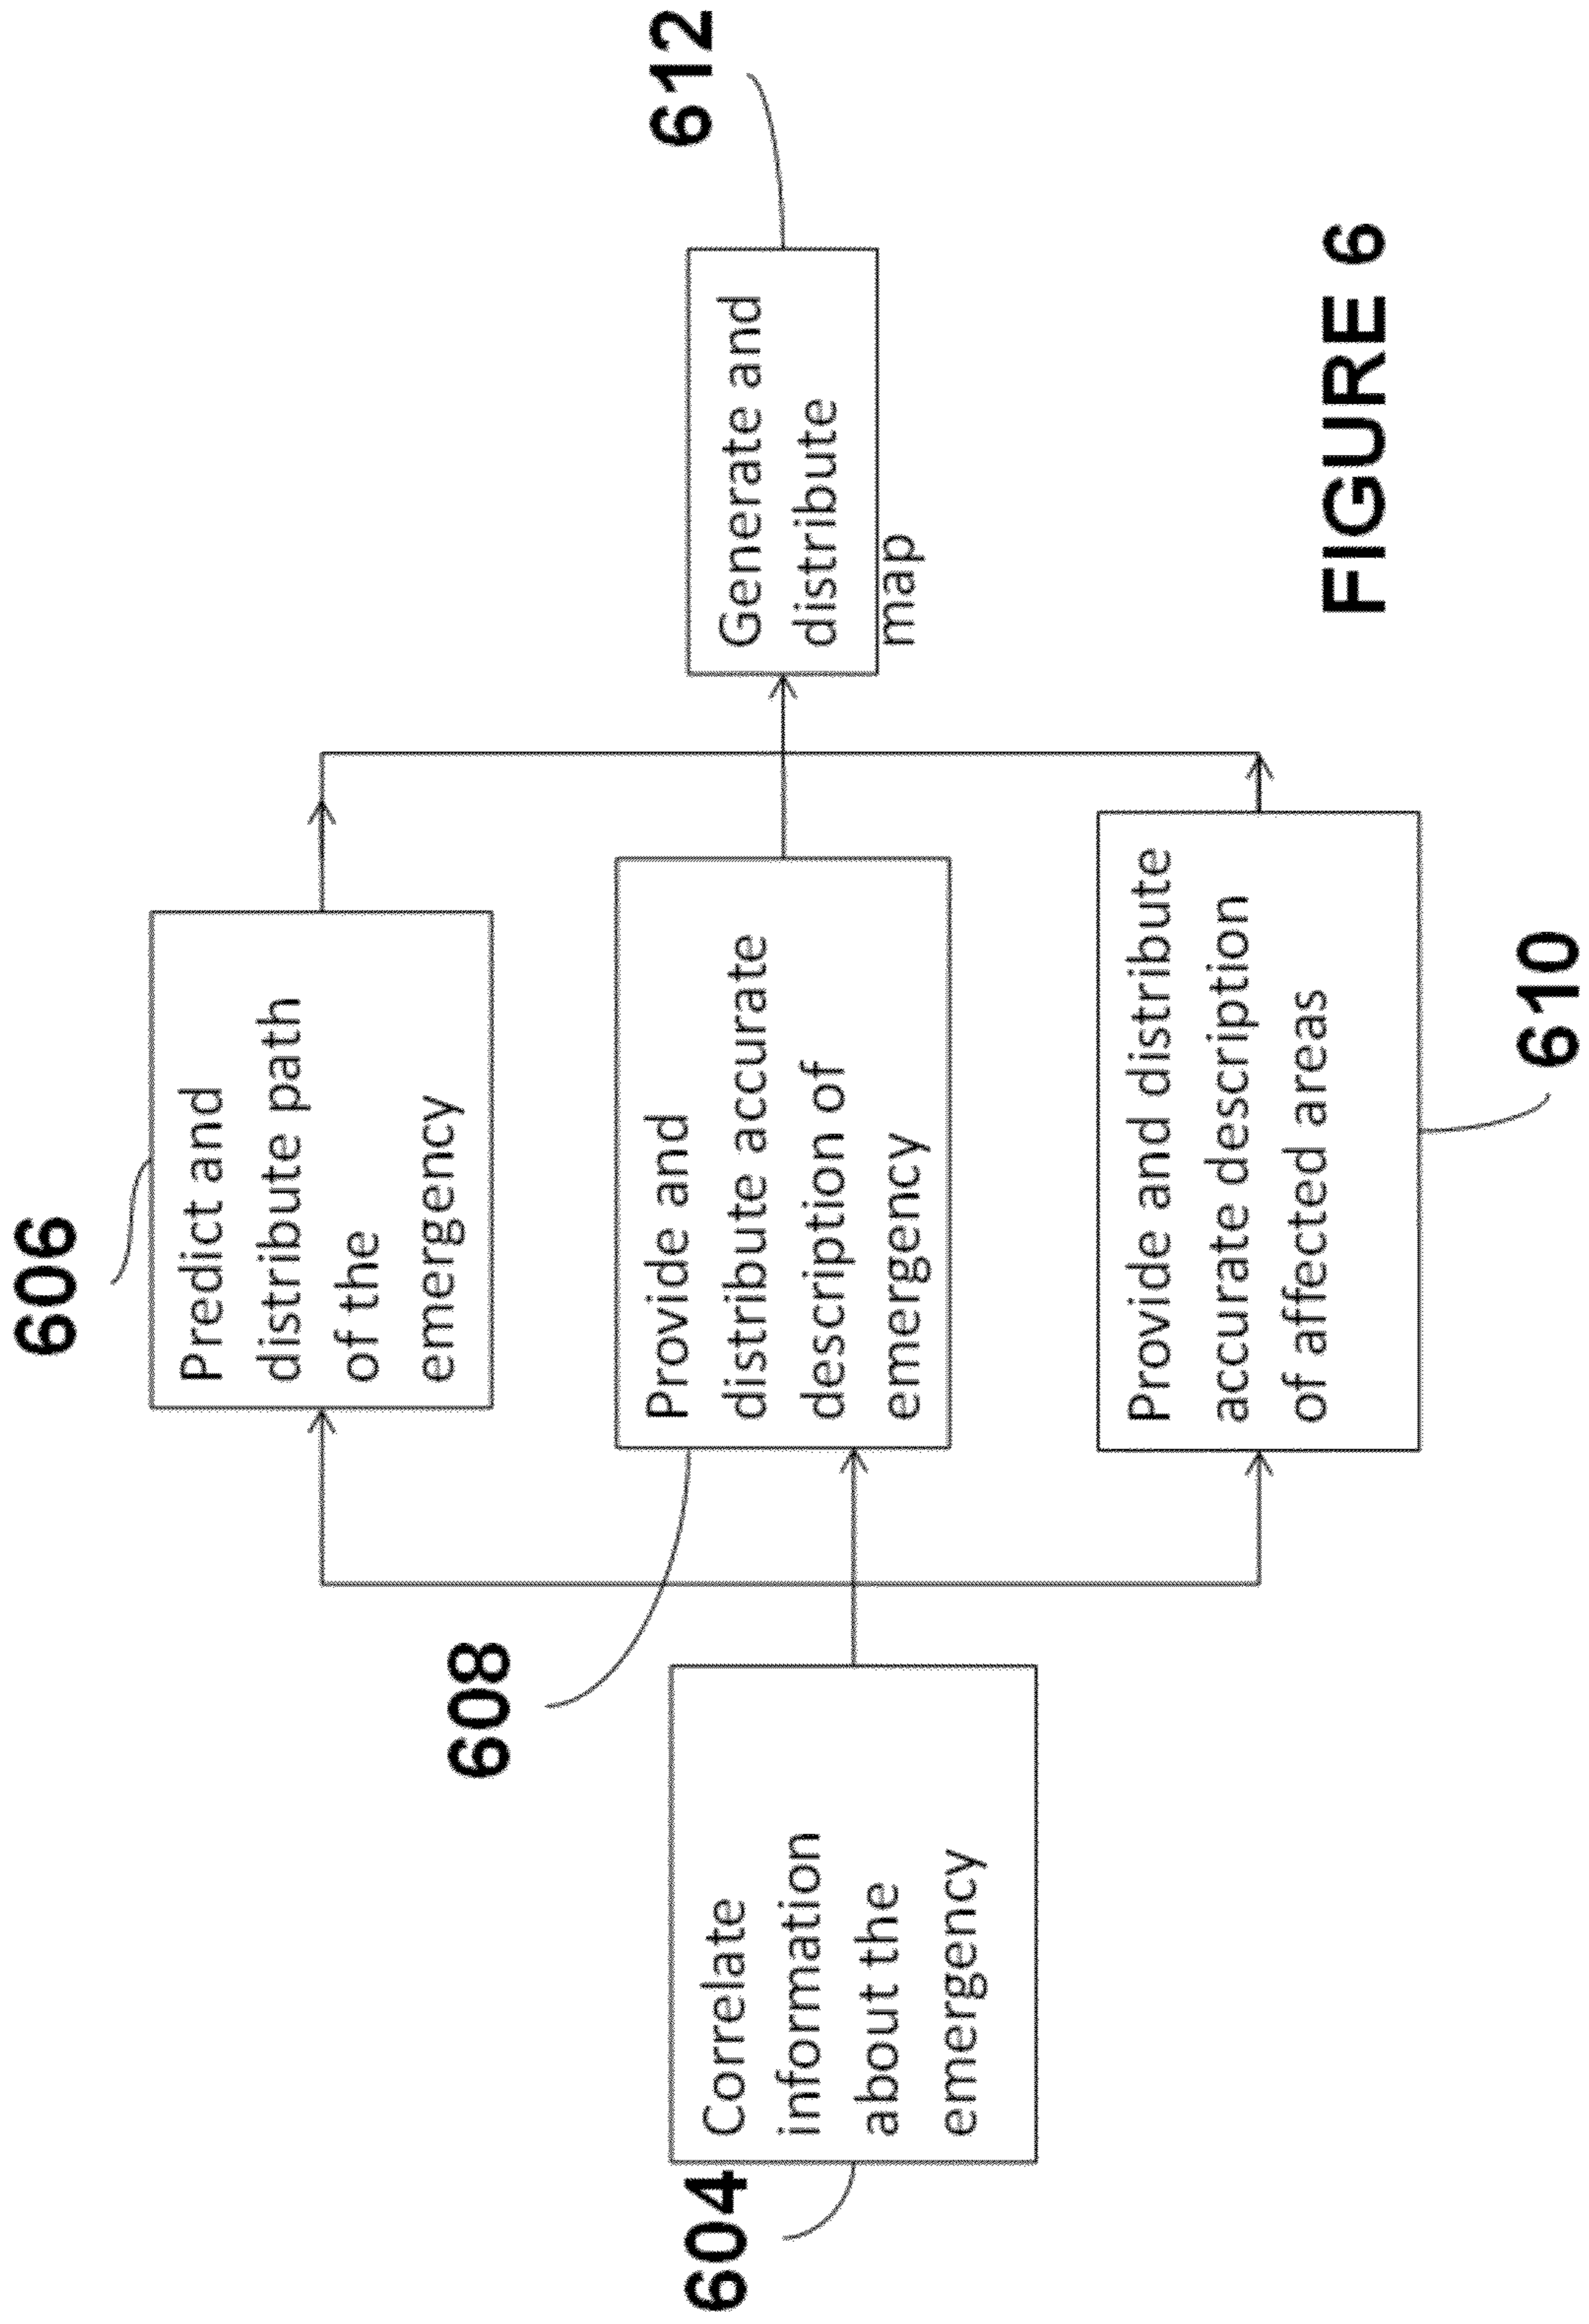 606
Predict and
distribute path
of the
emergency
608
Provide and
distribute accurate
description of
emergency
604
Correlate
information
about the
emergency
Generate and
distribute
map
612
Provide and distribute
accurate description
of affected areas
610
FIGURE 6